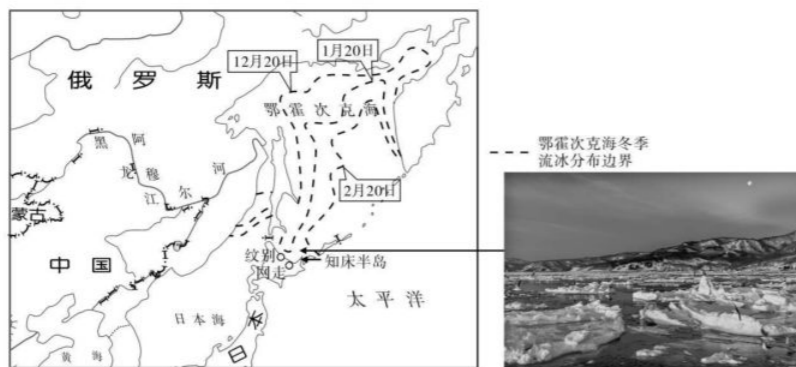 12月20日
1月20日
俄罗斯
鄂霍次克海
黑龙江
阿穆尔河
2月20日
蒙古
中国
纹别
网走
知床半岛
太平洋
日本海
日本
黄海
鄂霍次克海冬季
流冰分布边界